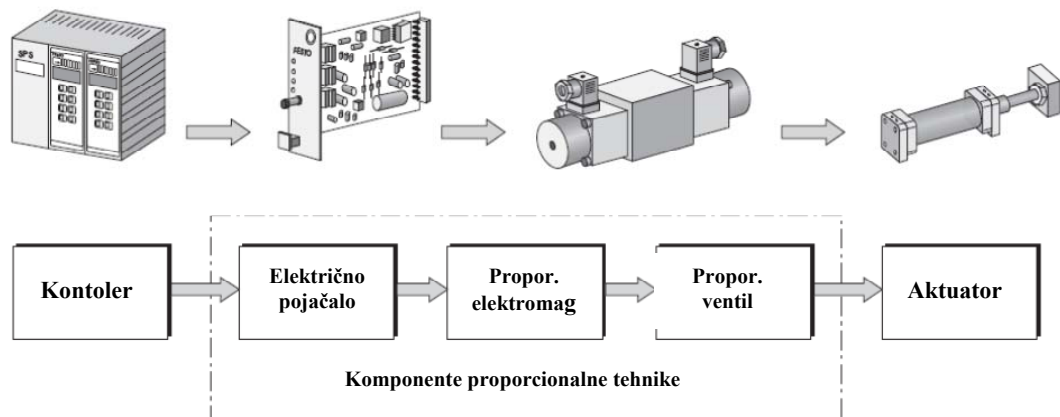 SPS
FESTO
Kontoler
Električno
pojačalo
Propor.
elektromag
Propor.
ventil
Aktuator
Komponente proporcionalne tehnike